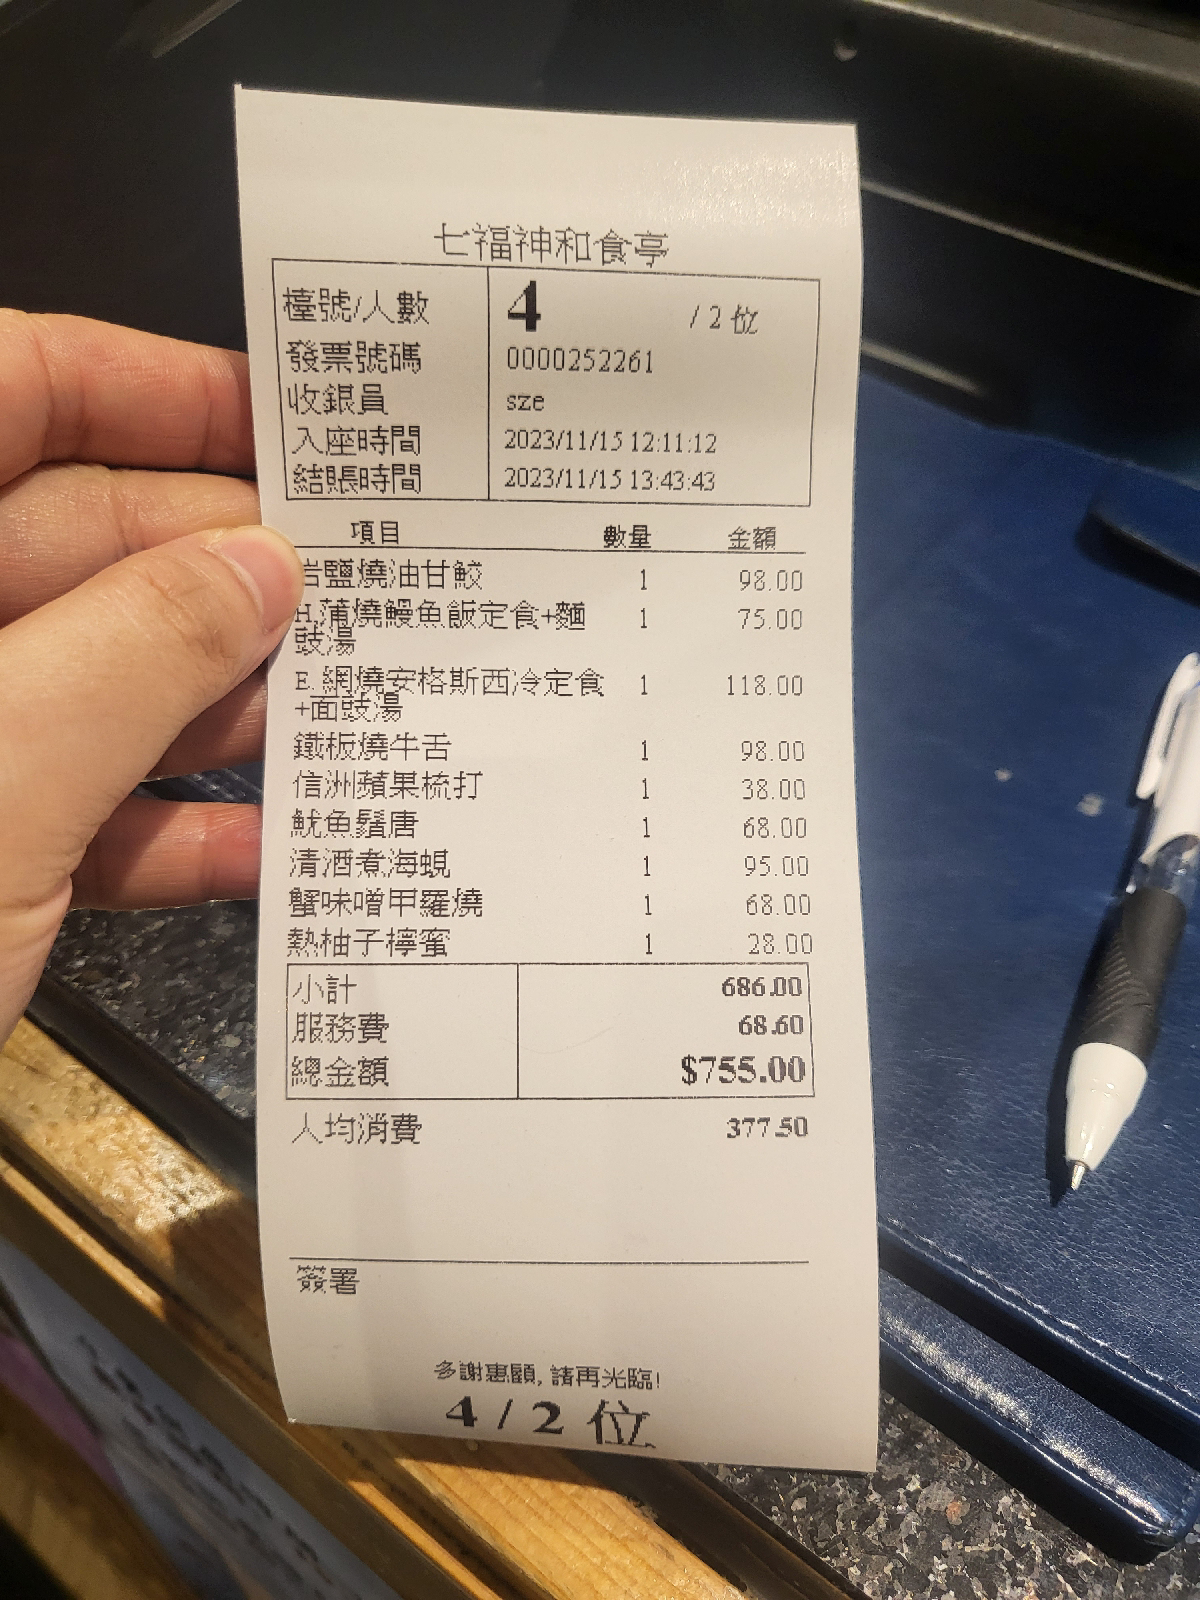 七福神和食亭
檯號/人數 4 / 2 位
發票號碼 0000252261
收銀員 sze
入座時間 2023/11/15 12:11:12
結賬時間 2023/11/15 13:43:43
項目 數量 金額
岩鹽燒油甘鮫 1 98.00
H.蒲燒鰻魚飯定食+麵 1 75.00
豉湯
E. 網燒安格斯西冷定食 1 118.00
+面豉湯
鐵板燒牛舌 1 98.00
信洲蘋果梳打 1 38.00
魷魚鬚唐 1 68.00
清酒煮海蜆 1 95.00
蟹味噌甲羅燒 1 68.00
熱柚子檸蜜 1 28.00
小計 686.00
服務費 68.60
總金額 $755.00
人均消費 377.50
簽署
多謝惠顧, 請再光臨!
4 / 2 位